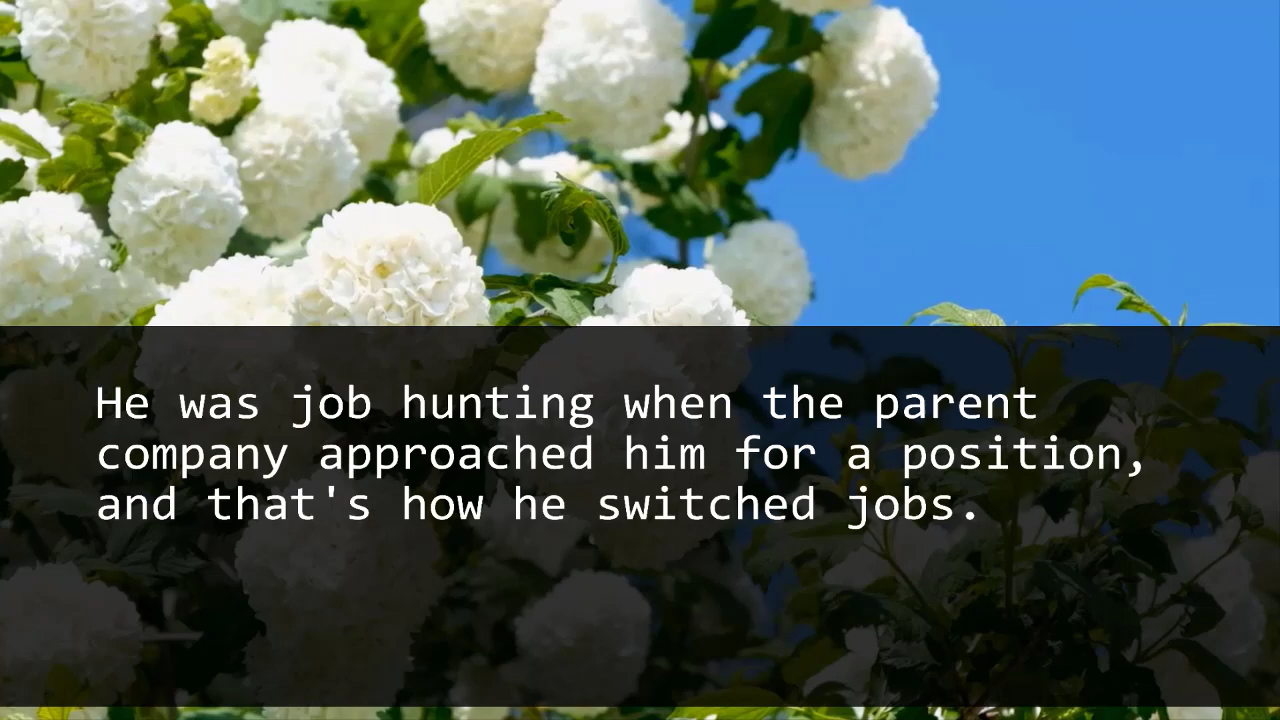 He was job hunting when the parent
company approached him for a position,
and that's how he switched jobs.